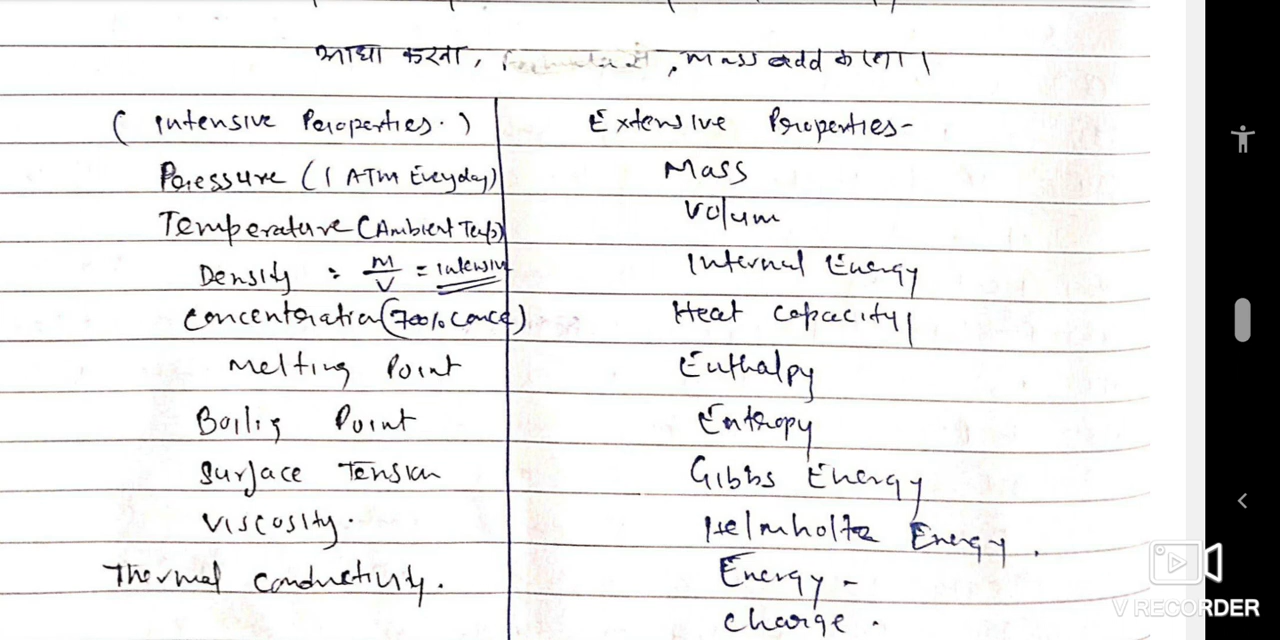 आधा करना, Formula में, Mass add करना।
( Intensive Properties. )
Pressure (1 ATM Everyday)
Temperature (Ambient Temp)
Density : M/V = intensive
Concentration (70% Conc)
Melting Point
Boilig Point
Surface Tension
Viscosity.
Thermal Conductivity.
Extensive Properties-
Mass
Volum
Internal Energy
Heat capacity
Enthalpy
Entropy
Gibbs Energy
Helmholtz Energy.
Energy -
charge.
V RECORDER